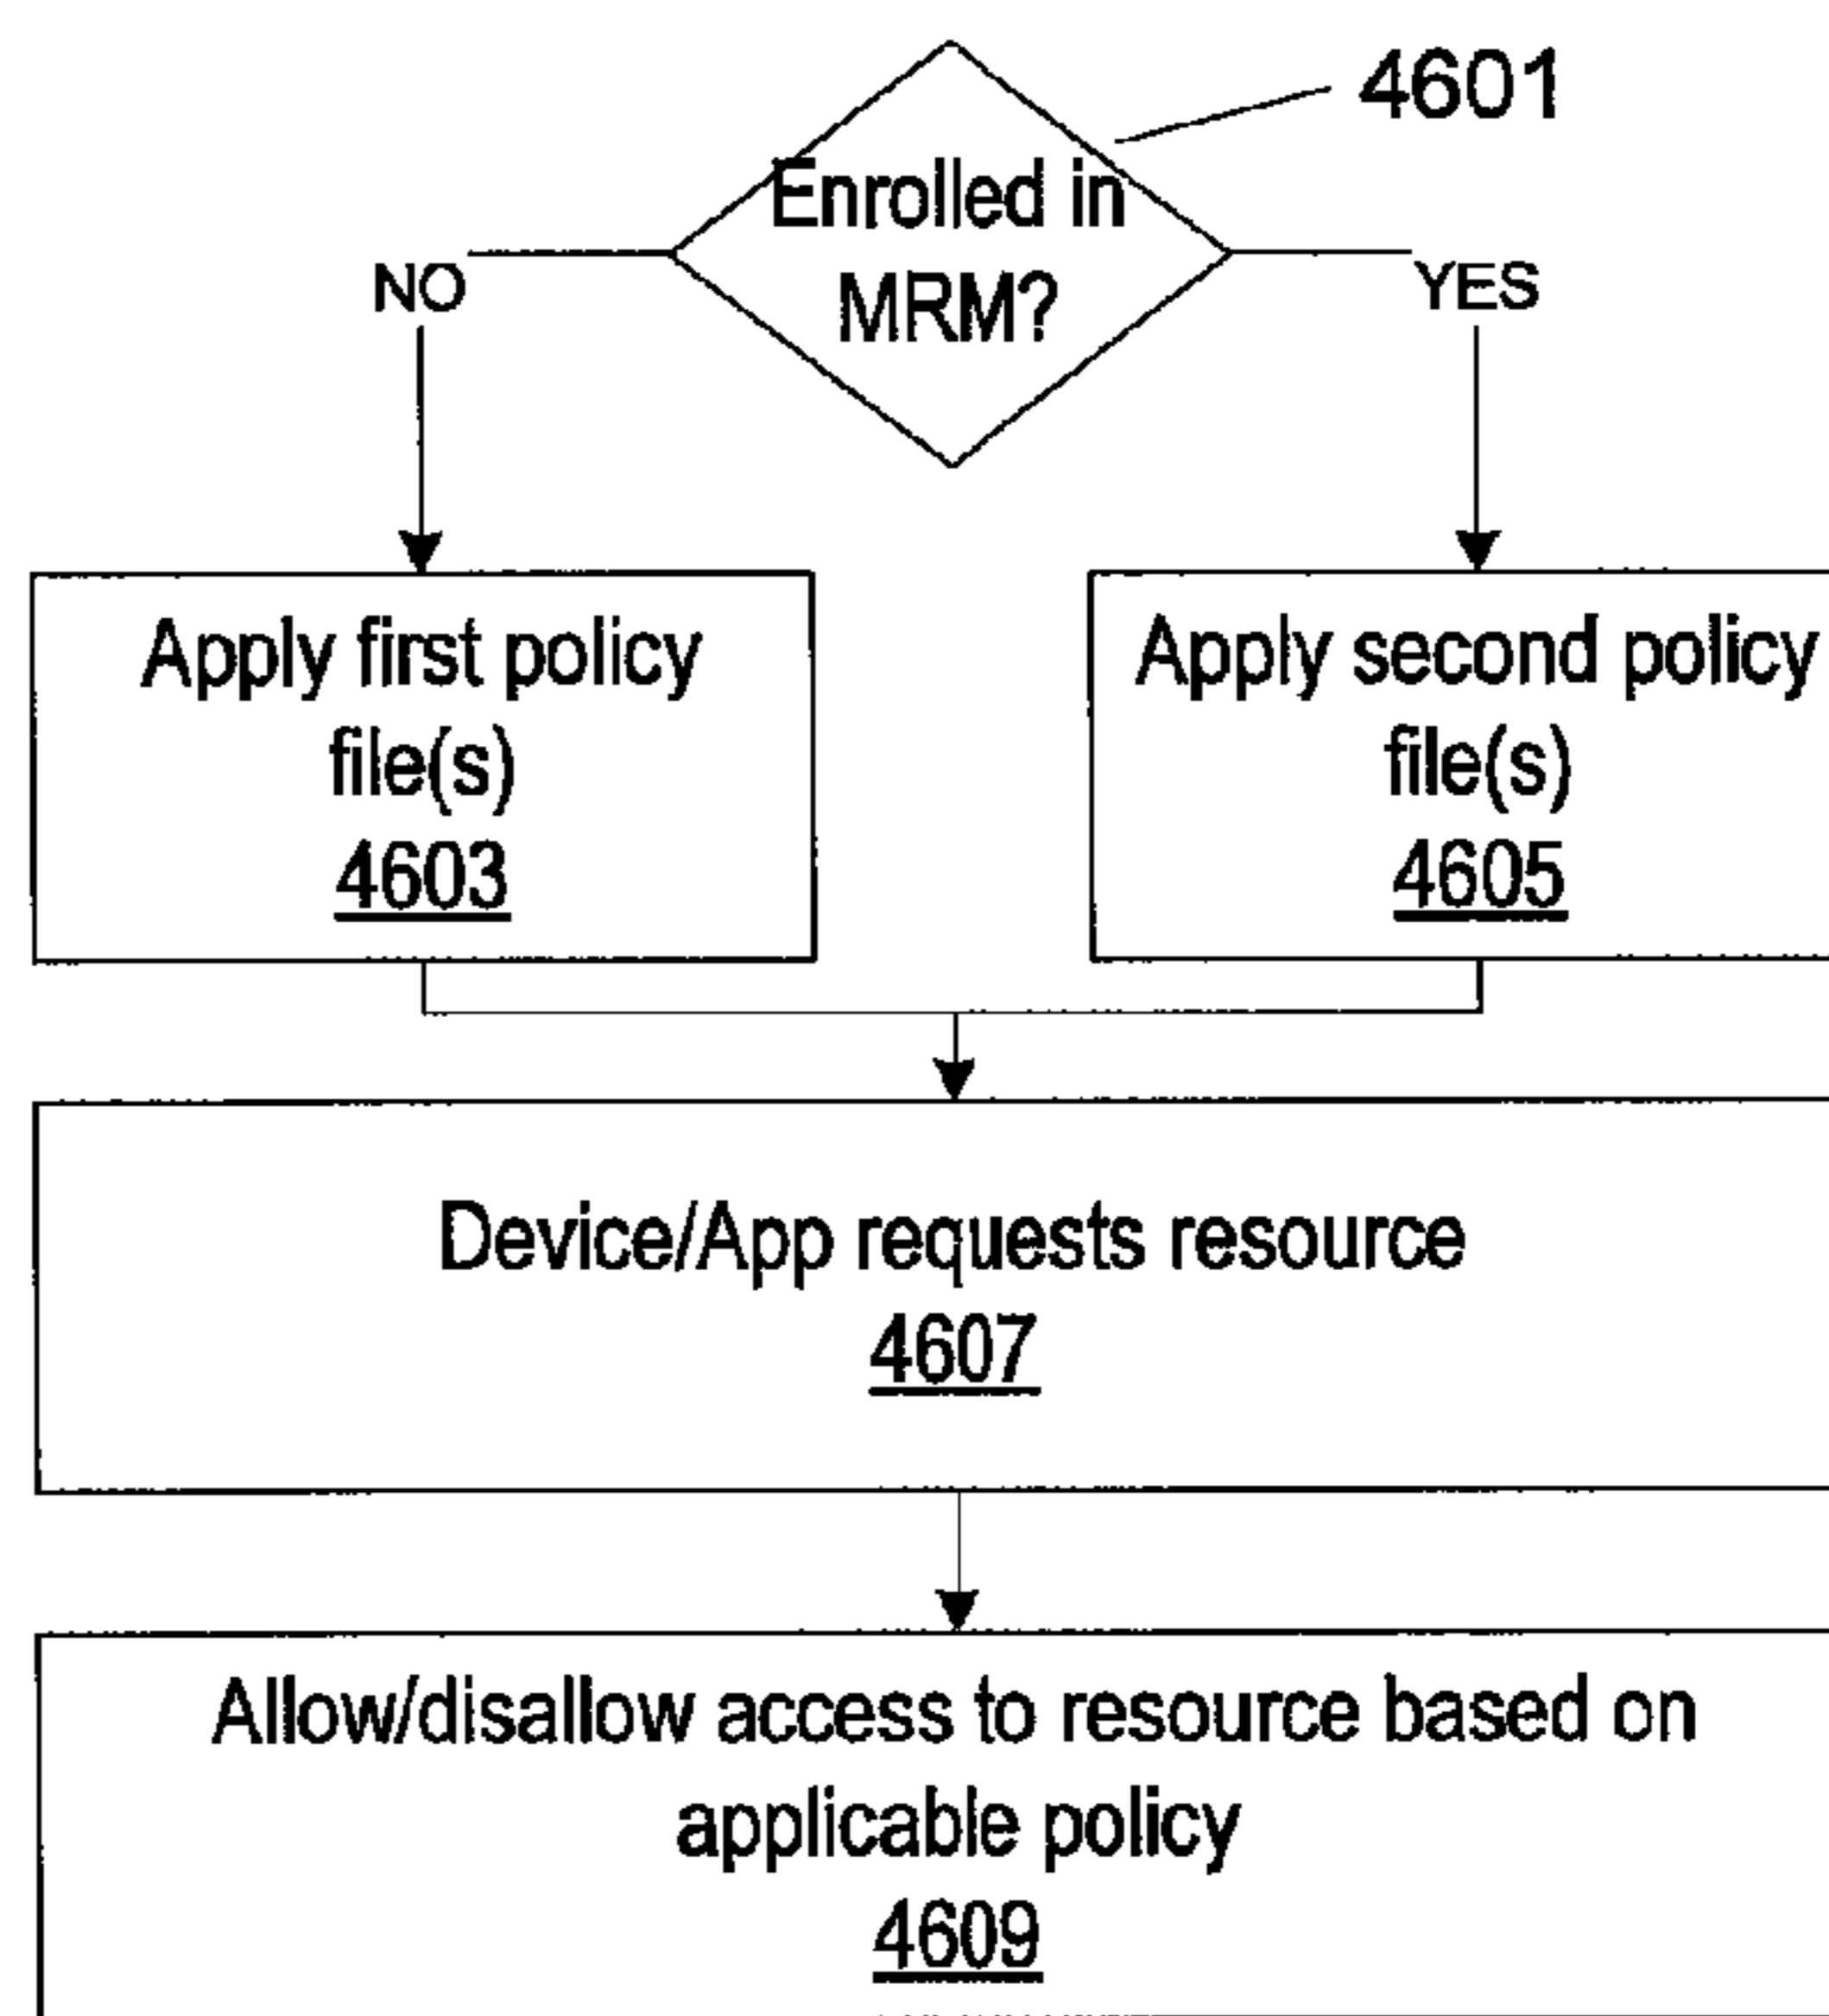 4601
Enrolled in
MRM?
NO
YES
Apply first policy
file(s)
4603
Apply second policy
file(s)
4605
Device/App requests resource
4607
Allow/disallow access to resource based on
applicable policy
4609